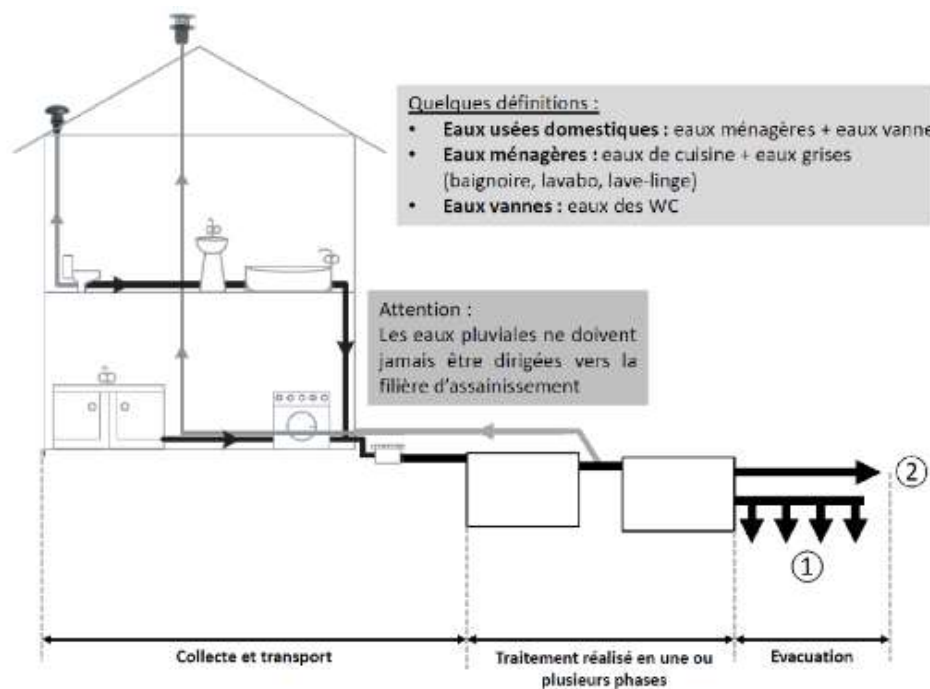 Quelques définitions :
• Eaux usées domestiques : eaux ménagères + eaux vanne
• Eaux ménagères : eaux de cuisine + eaux grises
(baignoire, lavabo, lave-linge)
• Eaux vannes : eaux des WC
Attention :
Les eaux pluviales ne doivent
jamais être dirigées vers la
filière d'assainissement
②
①
Collecte et transport
Traitement réalisé en une ou
plusieurs phases
Evacuation